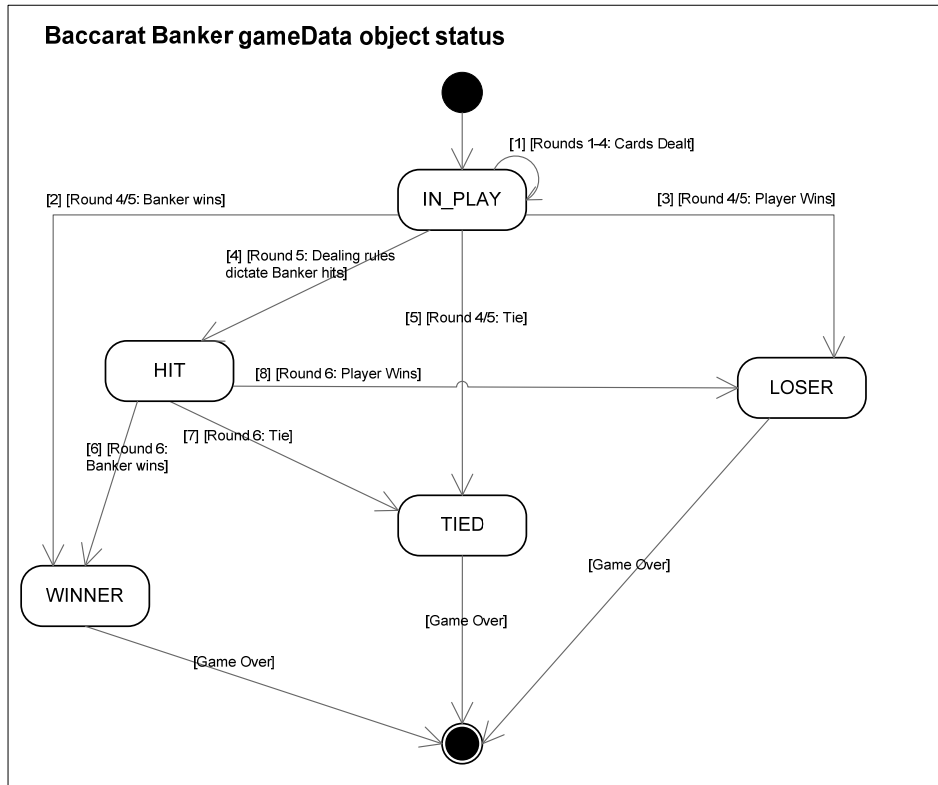 Baccarat Banker gameData object status
[1] [Rounds 1-4: Cards Dealt]
IN_PLAY
[2] [Round 4/5: Banker wins]
[3] [Round 4/5: Player Wins]
[4] [Round 5: Dealing rules
dictate Banker hits]
[5] [Round 4/5: Tie]
HIT
[8] [Round 6: Player Wins]
LOSER
[7] [Round 6: Tie]
[6] [Round 6:
Banker wins]
TIED
WINNER
[Game Over]
[Game Over]
[Game Over]